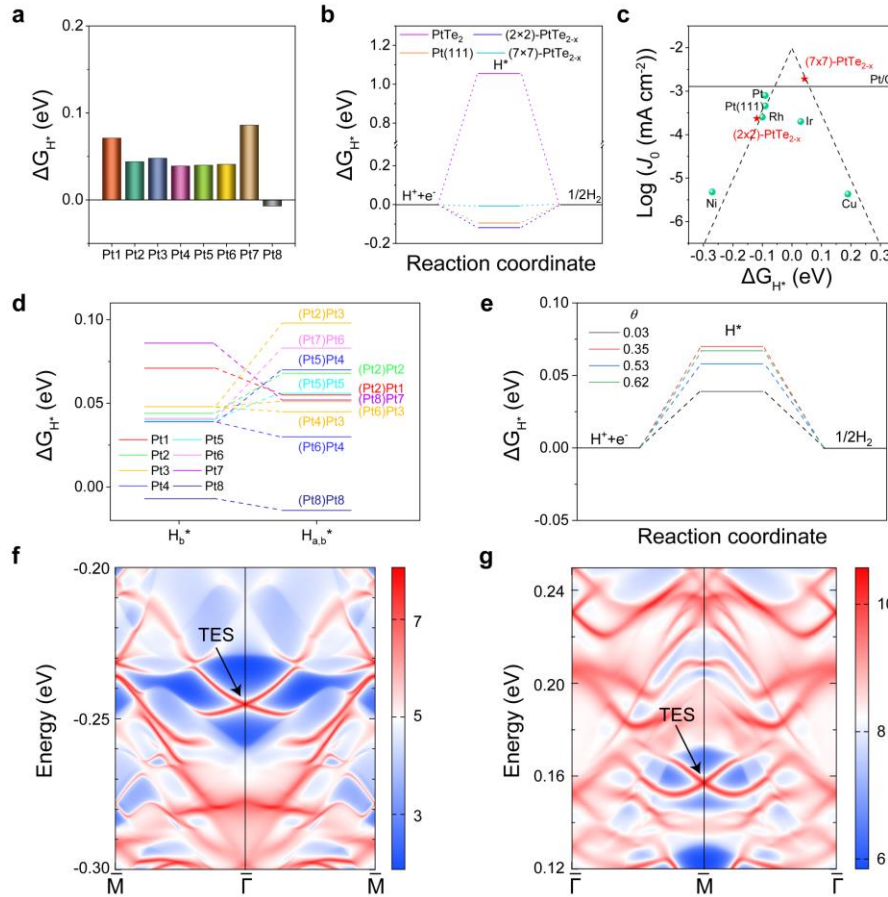 a
ΔG_H* (eV)
0.2
0.1
0.0
Pt1 Pt2 Pt3 Pt4 Pt5 Pt6 Pt7 Pt8
b
ΔG_H* (eV)
1.2
1.0
0.8
0.2
0.0
-0.2
PtTe₂ (2×2)-PtTe₂₋ₓ
Pt(111) (7×7)-PtTe₂₋ₓ
H*
H⁺+e⁻
1/2H₂
Reaction coordinate
c
Log (J₀ (mA cm⁻²))
-2
-3
-4
-5
-6
(7x7)-PtTe₂₋ₓ
Pt/C
Pt
Pt(111)
Rh
Ir
(2x2)-PtTe₂₋ₓ
Ni
Cu
-0.3 -0.2 -0.1 0.0 0.1 0.2 0.3
ΔG_H* (eV)
d
ΔG_H* (eV)
0.10
0.05
0.00
(Pt2)Pt3
(Pt7)Pt6
(Pt5)Pt4
(Pt2)Pt2
(Pt5)Pt5
(Pt2)Pt1
(Pt8)Pt7
(Pt6)Pt3
(Pt4)Pt3
(Pt6)Pt4
(Pt8)Pt8
Pt1 Pt5
Pt2 Pt6
Pt3 Pt7
Pt4 Pt8
H_b* H_a,b*
e
ΔG_H* (eV)
0.10
0.05
0.00
-0.05
θ
0.03
0.35
0.53
0.62
H*
H⁺+e⁻
1/2H₂
Reaction coordinate
f
Energy (eV)
-0.20
-0.25
-0.30
TES
M̄ Γ̄ M̄
7
5
3
g
Energy (eV)
0.24
0.20
0.16
0.12
TES
Γ̄ M̄ Γ̄
10
8
6